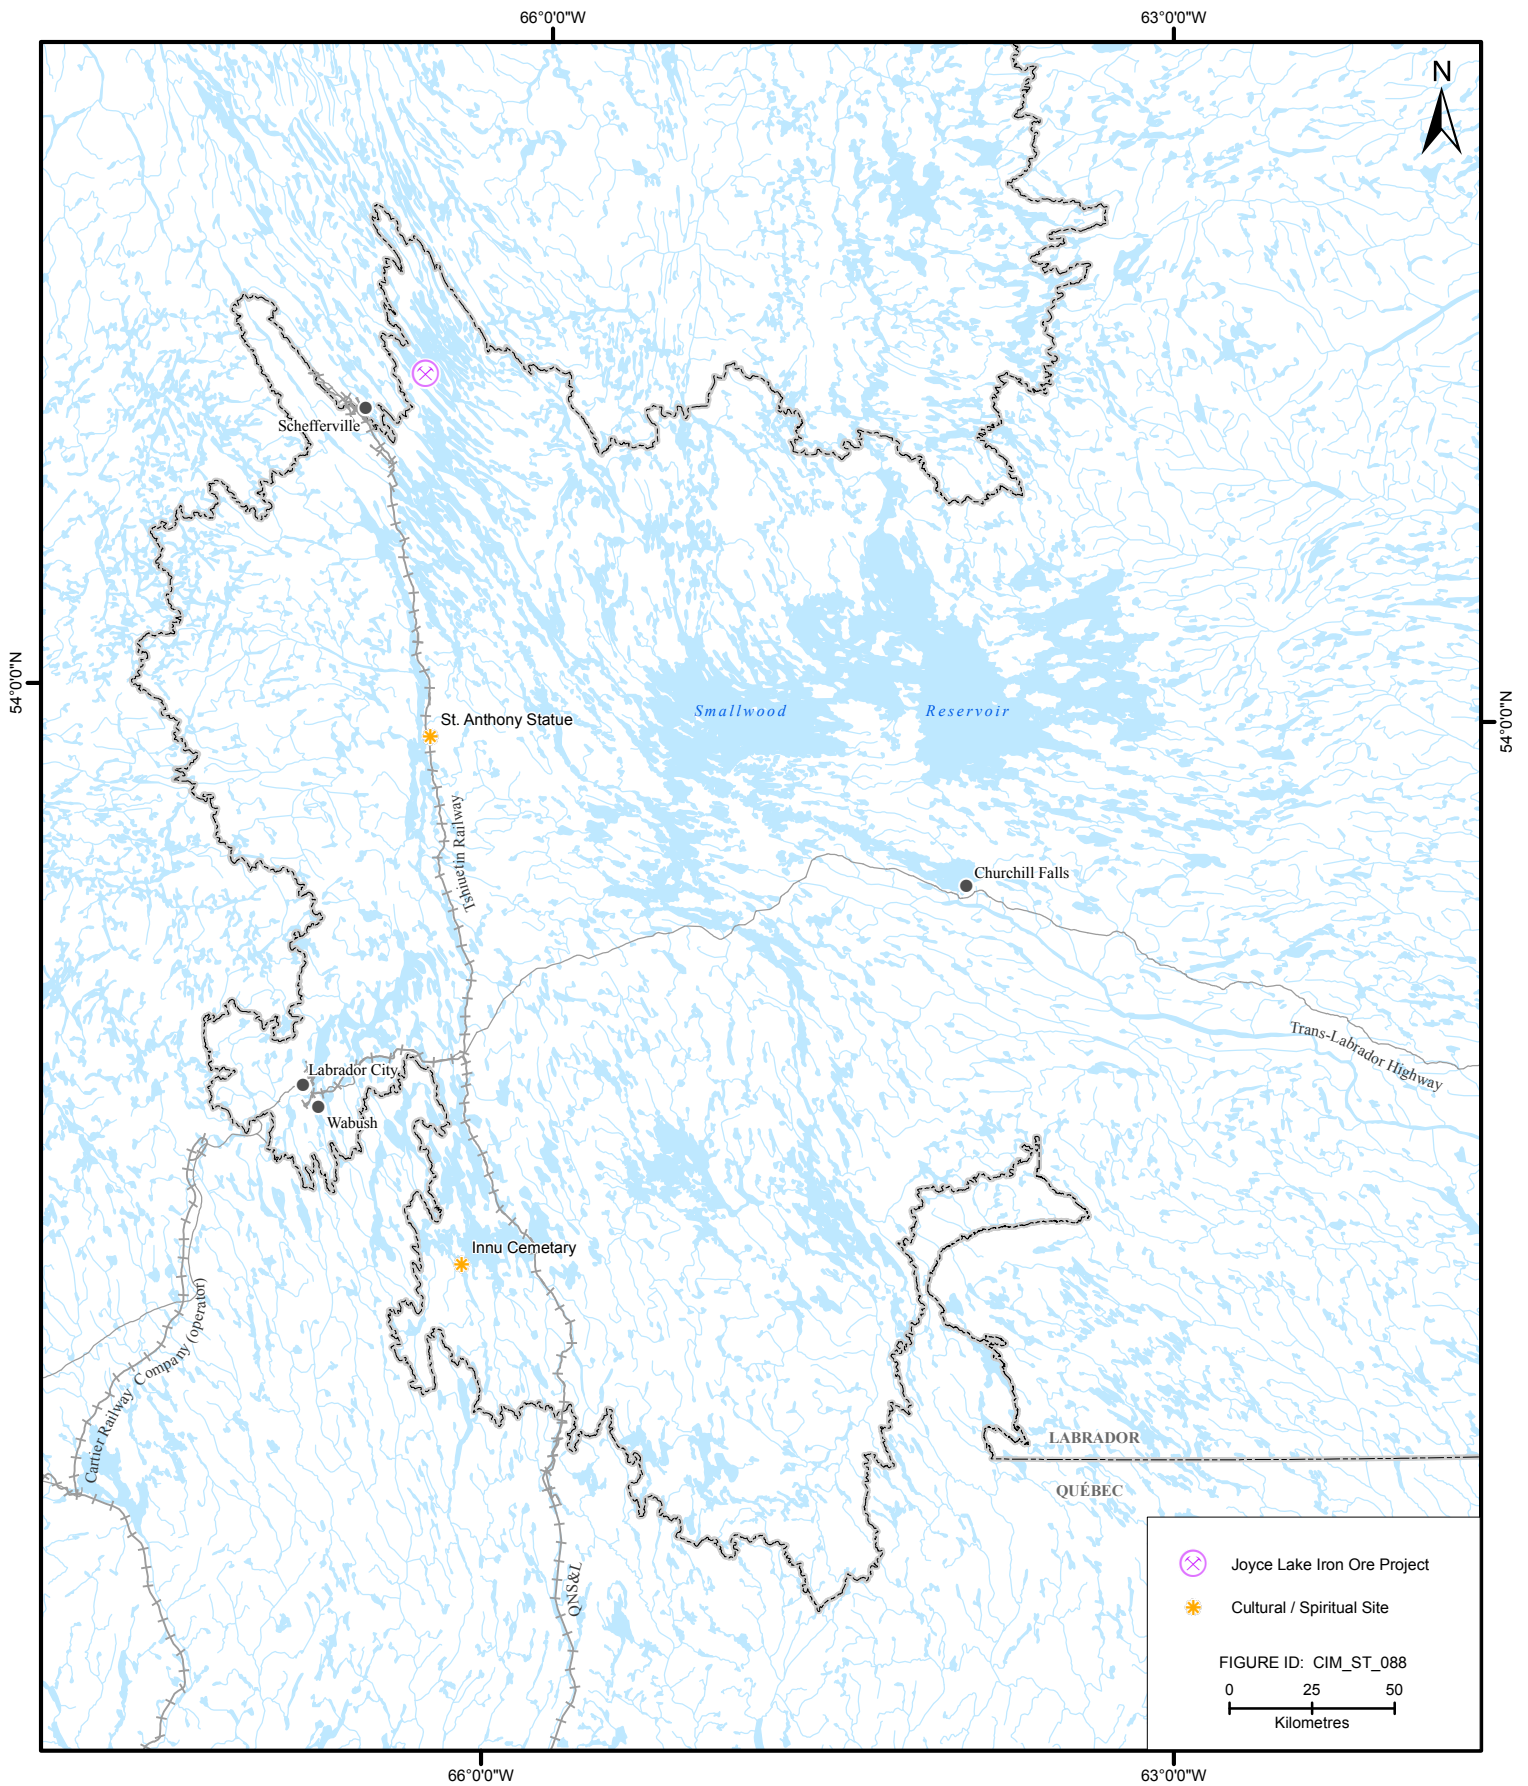 66°0'0"W
63°0'0"W
N
Schefferville
54°0'0"N
54°0'0"N
Smallwood Reservoir
St. Anthony Statue
Tshiuetin Railway
Churchill Falls
Trans-Labrador Highway
Labrador City
Wabush
Innu Cemetary
Cartier Railway Company (operator)
LABRADOR
QUÉBEC
QNS&L
Joyce Lake Iron Ore Project
Cultural / Spiritual Site
FIGURE ID: CIM_ST_088
0 25 50
Kilometres
66°0'0"W
63°0'0"W